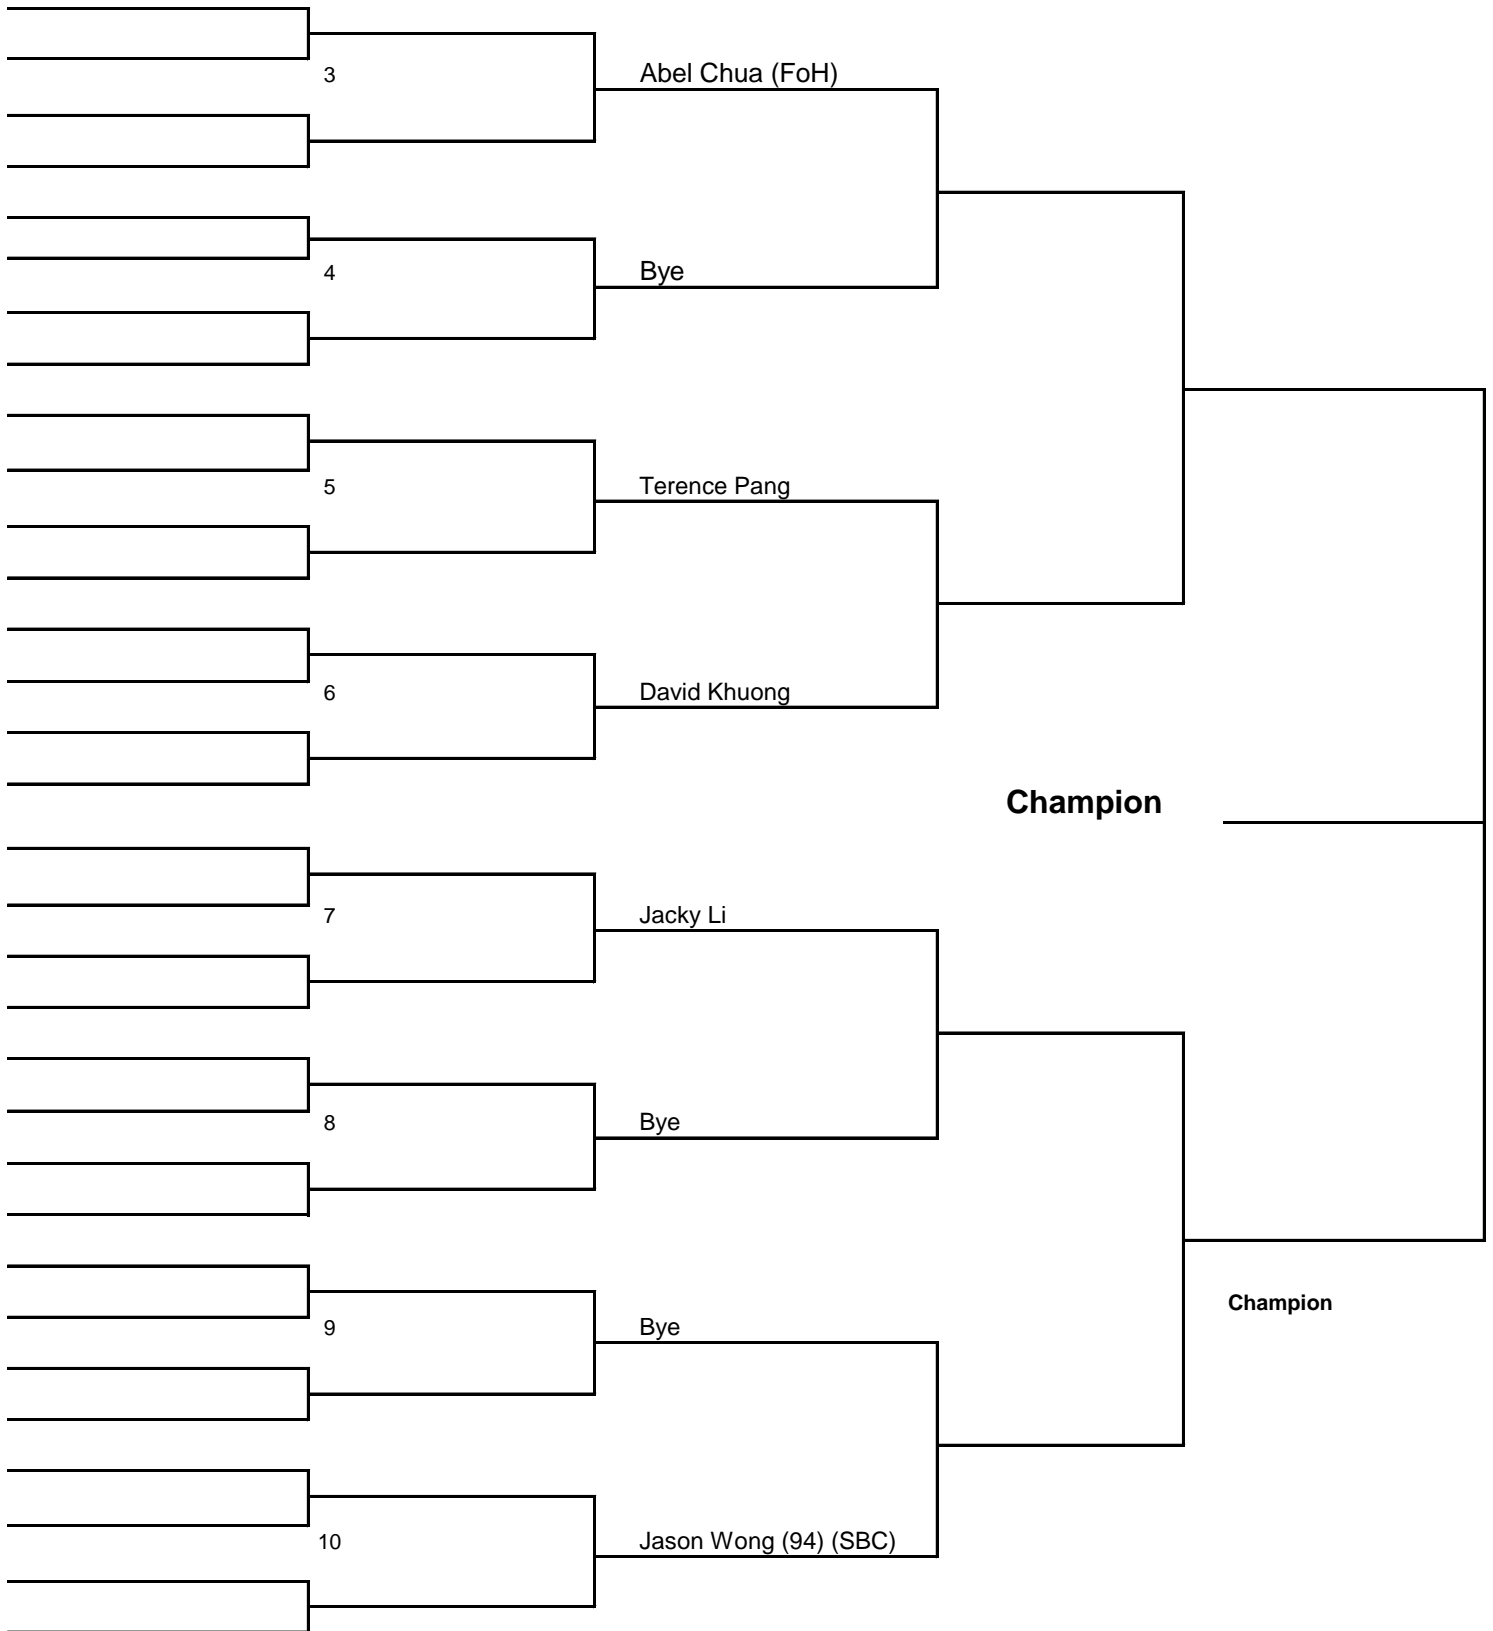 3
Abel Chua (FoH)
4
Bye
5
Terence Pang
6
David Khuong
Champion
7
Jacky Li
8
Bye
Champion
9
Bye
10
Jason Wong (94) (SBC)